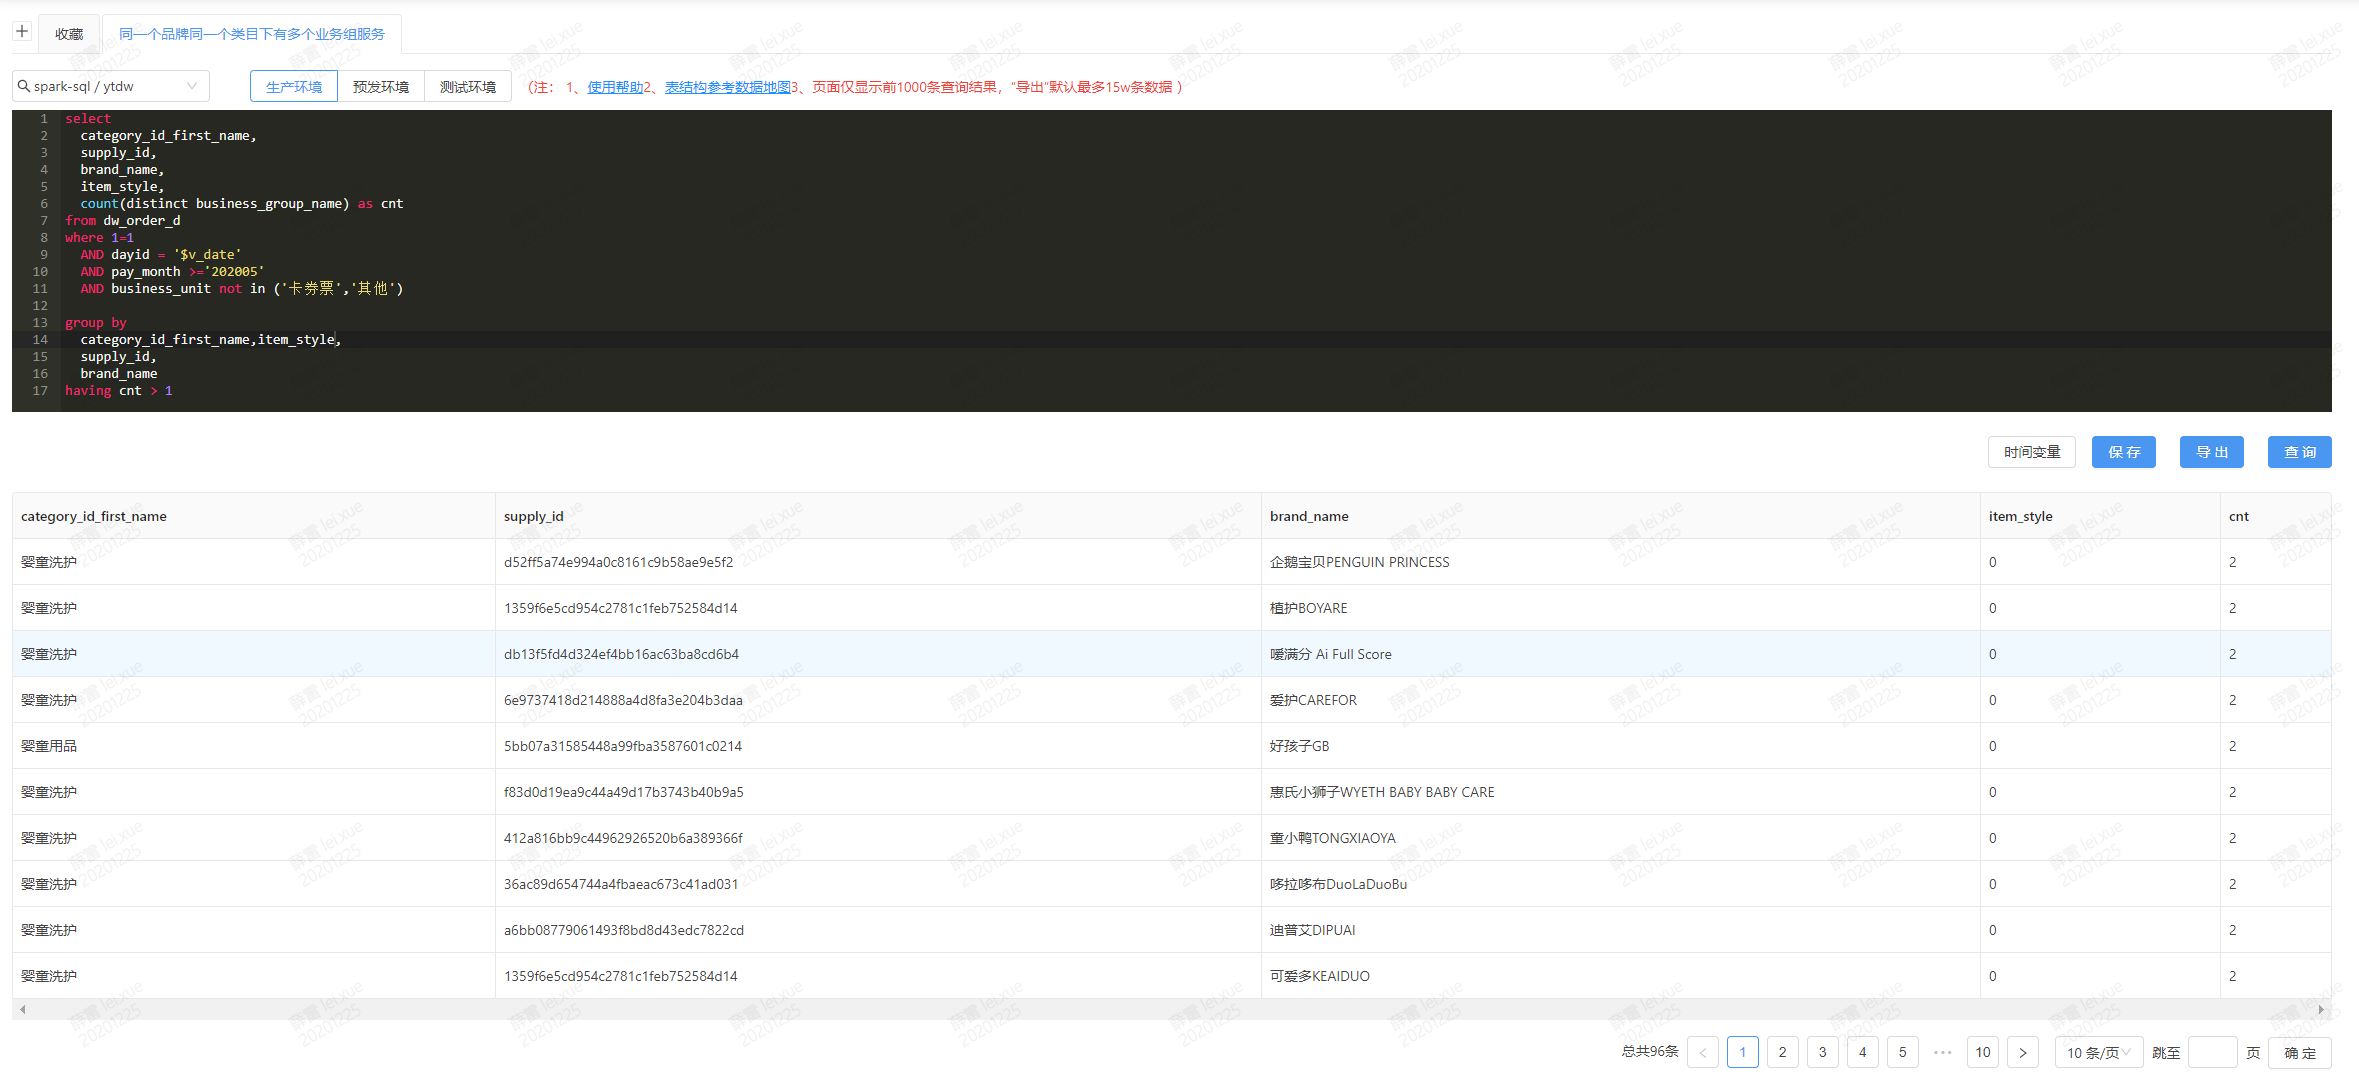 收藏
同一个品牌同一个类目下有多个业务组服务
spark-sql / ytdw
生产环境 预发环境 测试环境 （注： 1、使用帮助2、表结构参考数据地图3、页面仅显示前1000条查询结果，“导出”默认最多15w条数据 ）
1 select
2 category_id_first_name,
3 supply_id,
4 brand_name,
5 item_style,
6 count(distinct business_group_name) as cnt
7 from dw_order_d
8 where 1=1
9 AND dayid = '$v_date'
10 AND pay_month >='202005'
11 AND business_unit not in ('卡券票','其他')
12
13 group by
14 category_id_first_name,item_style,
15 supply_id,
16 brand_name
17 having cnt > 1
时间变量 保 存 导 出 查 询
category_id_first_name supply_id brand_name item_style cnt
婴童洗护 d52ff5a74e994a0c8161c9b58ae9e5f2 企鹅宝贝PENGUIN PRINCESS 0 2
婴童洗护 1359f6e5cd954c2781c1feb752584d14 植护BOYARE 0 2
婴童洗护 db13f5fd4d324ef4bb16ac63ba8cd6b4 嗳满分 Ai Full Score 0 2
婴童洗护 6e9737418d214888a4d8fa3e204b3daa 爱护CAREFOR 0 2
婴童用品 5bb07a31585448a99fba3587601c0214 好孩子GB 0 2
婴童洗护 f83d0d19ea9c44a49d17b3743b40b9a5 惠氏小狮子WYETH BABY BABY CARE 0 2
婴童洗护 412a816bb9c44962926520b6a389366f 童小鸭TONGXIAOYA 0 2
婴童洗护 36ac89d654744a4fbaeac673c41ad031 哆拉哆布DuoLaDuoBu 0 2
婴童洗护 a6bb08779061493f8bd8d43edc7822cd 迪普艾DIPUAI 0 2
婴童洗护 1359f6e5cd954c2781c1feb752584d14 可爱多KEAIDUO 0 2
总共96条 < 1 2 3 4 5 ••• 10 > 10 条/页 跳至 页 确 定
薛雷 lei.xue
20201225